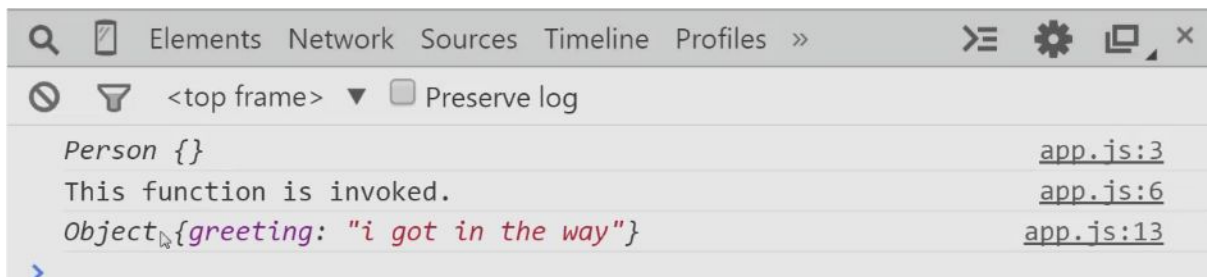 Elements Network Sources Timeline Profiles »
<top frame> ▼ Preserve log
Person {} app.js:3
This function is invoked. app.js:6
Object {greeting: "i got in the way"} app.js:13
>